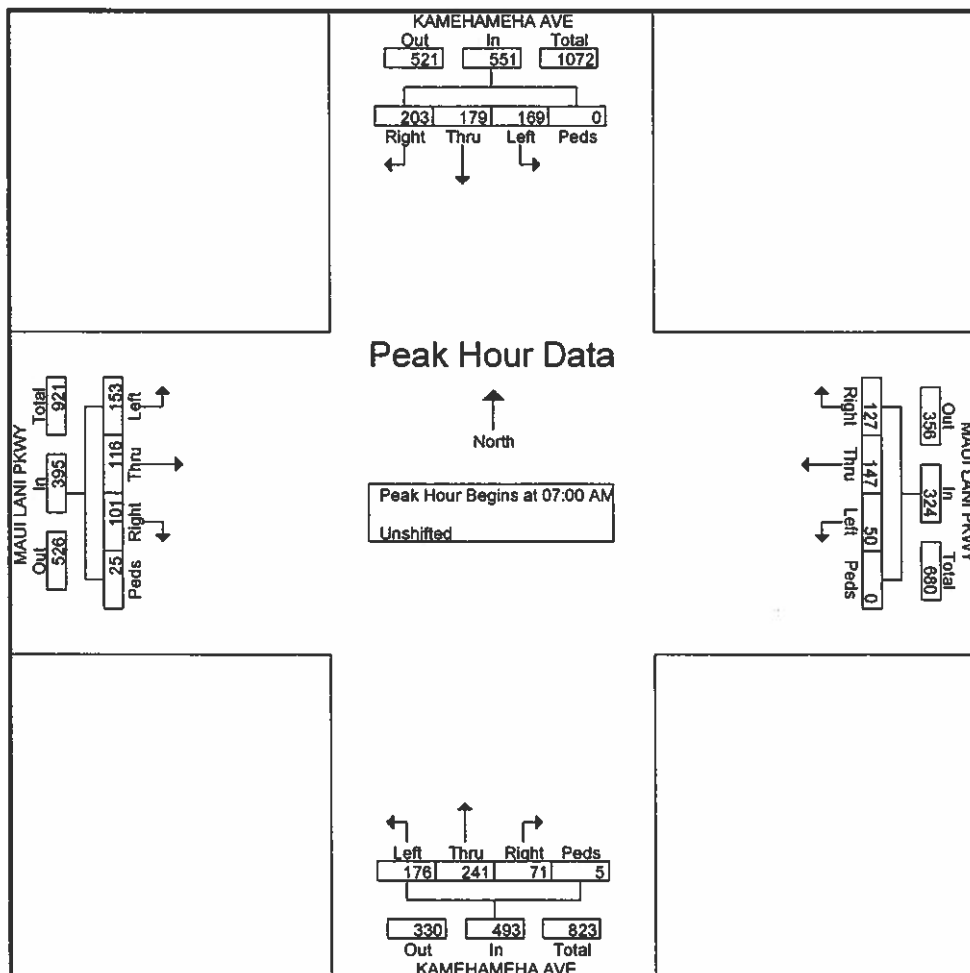 KAMEHAMEHA AVE
Out In Total
521 551 1072
203 179 169 0
Right Thru Left Peds
Peak Hour Data
North
Peak Hour Begins at 07:00 AM
Unshifted
MAUI LANI PKWY
Total In Out
921 395 526
153 116 101 25
Left Thru Right Peds
Right Thru Left Peds
127 147 50 0
356 324 680
Out In Total
MAUI LANI PKWY
Left Thru Right Peds
176 241 71 5
330 493 823
Out In Total
KAMEHAMEHA AVE